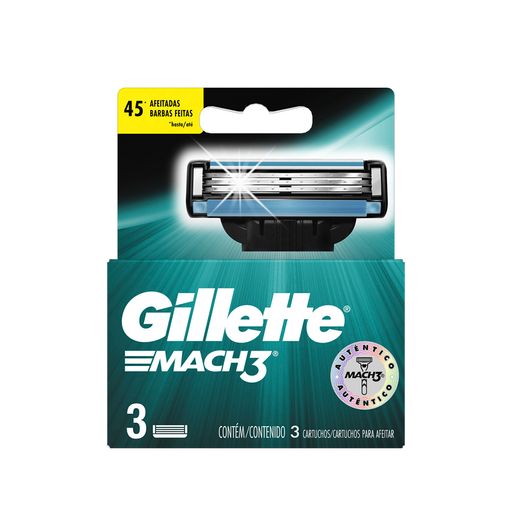 45* AFEITADAS
BARBAS FEITAS
*hasta/até
Gillette®
MACH3®
AUTÊNTICO
MACH3®
AUTÉNTICO
3
CONTÉM/CONTENIDO 3 CARTUCHOS/CARTUCHOS PARA AFEITAR